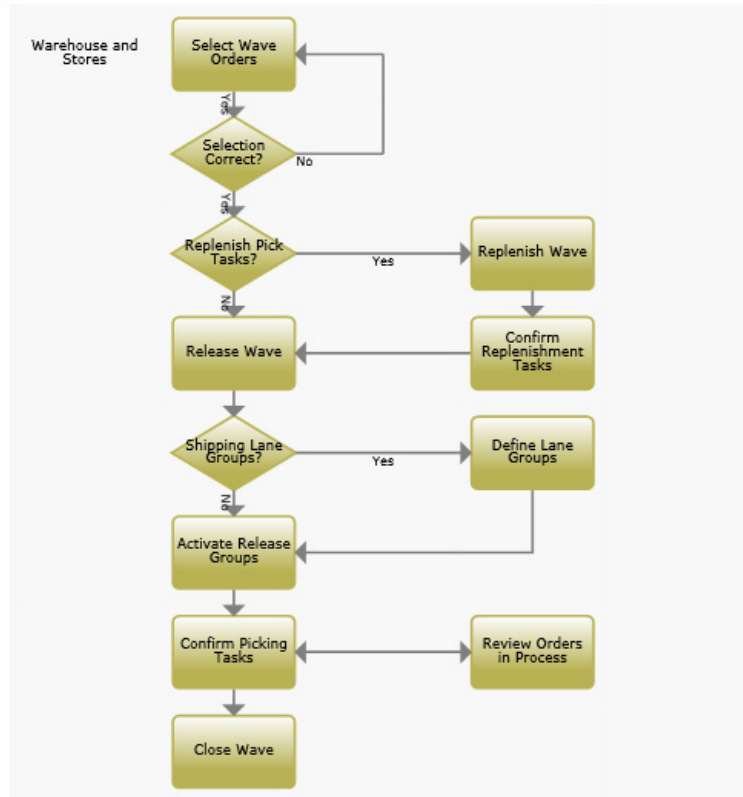 Warehouse and
Stores
Select Wave
Orders
Yes
Selection
Correct?
No
Yes
Replenish Pick
Tasks?
Yes
Replenish Wave
No
Release Wave
Confirm
Replenishment
Tasks
Shipping Lane
Groups?
Yes
Define Lane
Groups
No
Activate Release
Groups
Confirm Picking
Tasks
Review Orders
in Process
Close Wave